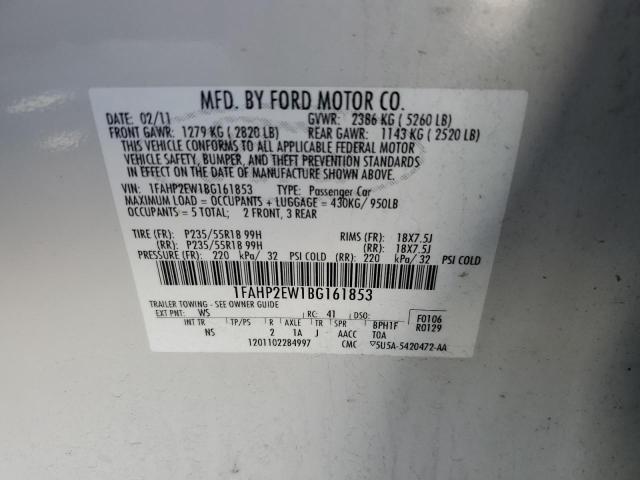 MFD. BY FORD MOTOR CO.
DATE: 02/11 GVWR: 2386 KG ( 5260 LB)
FRONT GAWR: 1279 KG ( 2820 LB) REAR GAWR: 1143 KG ( 2520 LB)
THIS VEHICLE CONFORMS TO ALL APPLICABLE FEDERAL MOTOR
VEHICLE SAFETY, BUMPER, AND THEFT PREVENTION STANDARDS
IN EFFECT ON THE DATE OF MANUFACTURE SHOWN ABOVE.
VIN: 1FAHP2EW1BG161853 TYPE: Passenger Car
MAXIMUM LOAD = OCCUPANTS + LUGGAGE = 430KG/ 950LB
OCCUPANTS = 5 TOTAL; 2 FRONT, 3 REAR
TIRE (FR): P235/55R18 99H RIMS (FR): 18X7.5J
(RR): P235/55R18 99H (RR): 18X7.5J
PRESSURE (FR): 220 kPa/ 32 PSI COLD (RR): 220 kPa/ 32 PSI COLD
1FAHP2EW1BG161853
TRAILER TOWING - SEE OWNER GUIDE
EXT PNT: WS RC: 41 DSO: F0106
R0129
INT TR TP/PS R AXLE TR SPR BPH1F
NS 2 1A J AACC TOA
1201102284997 CMC ▽5U5A-5420472-AA